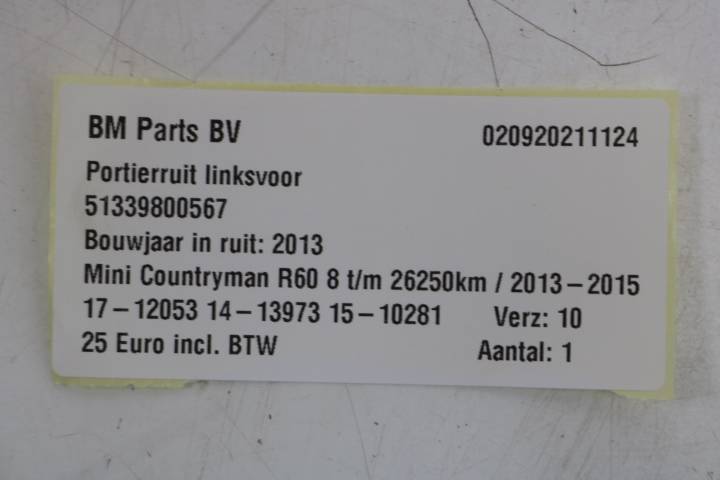 BM Parts BV 020920211124
Portierruit linksvoor
51339800567
Bouwjaar in ruit: 2013
Mini Countryman R60 8 t/m 26250km / 2013-2015
17-12053 14-13973 15-10281 Verz: 10
25 Euro incl. BTW Aantal: 1